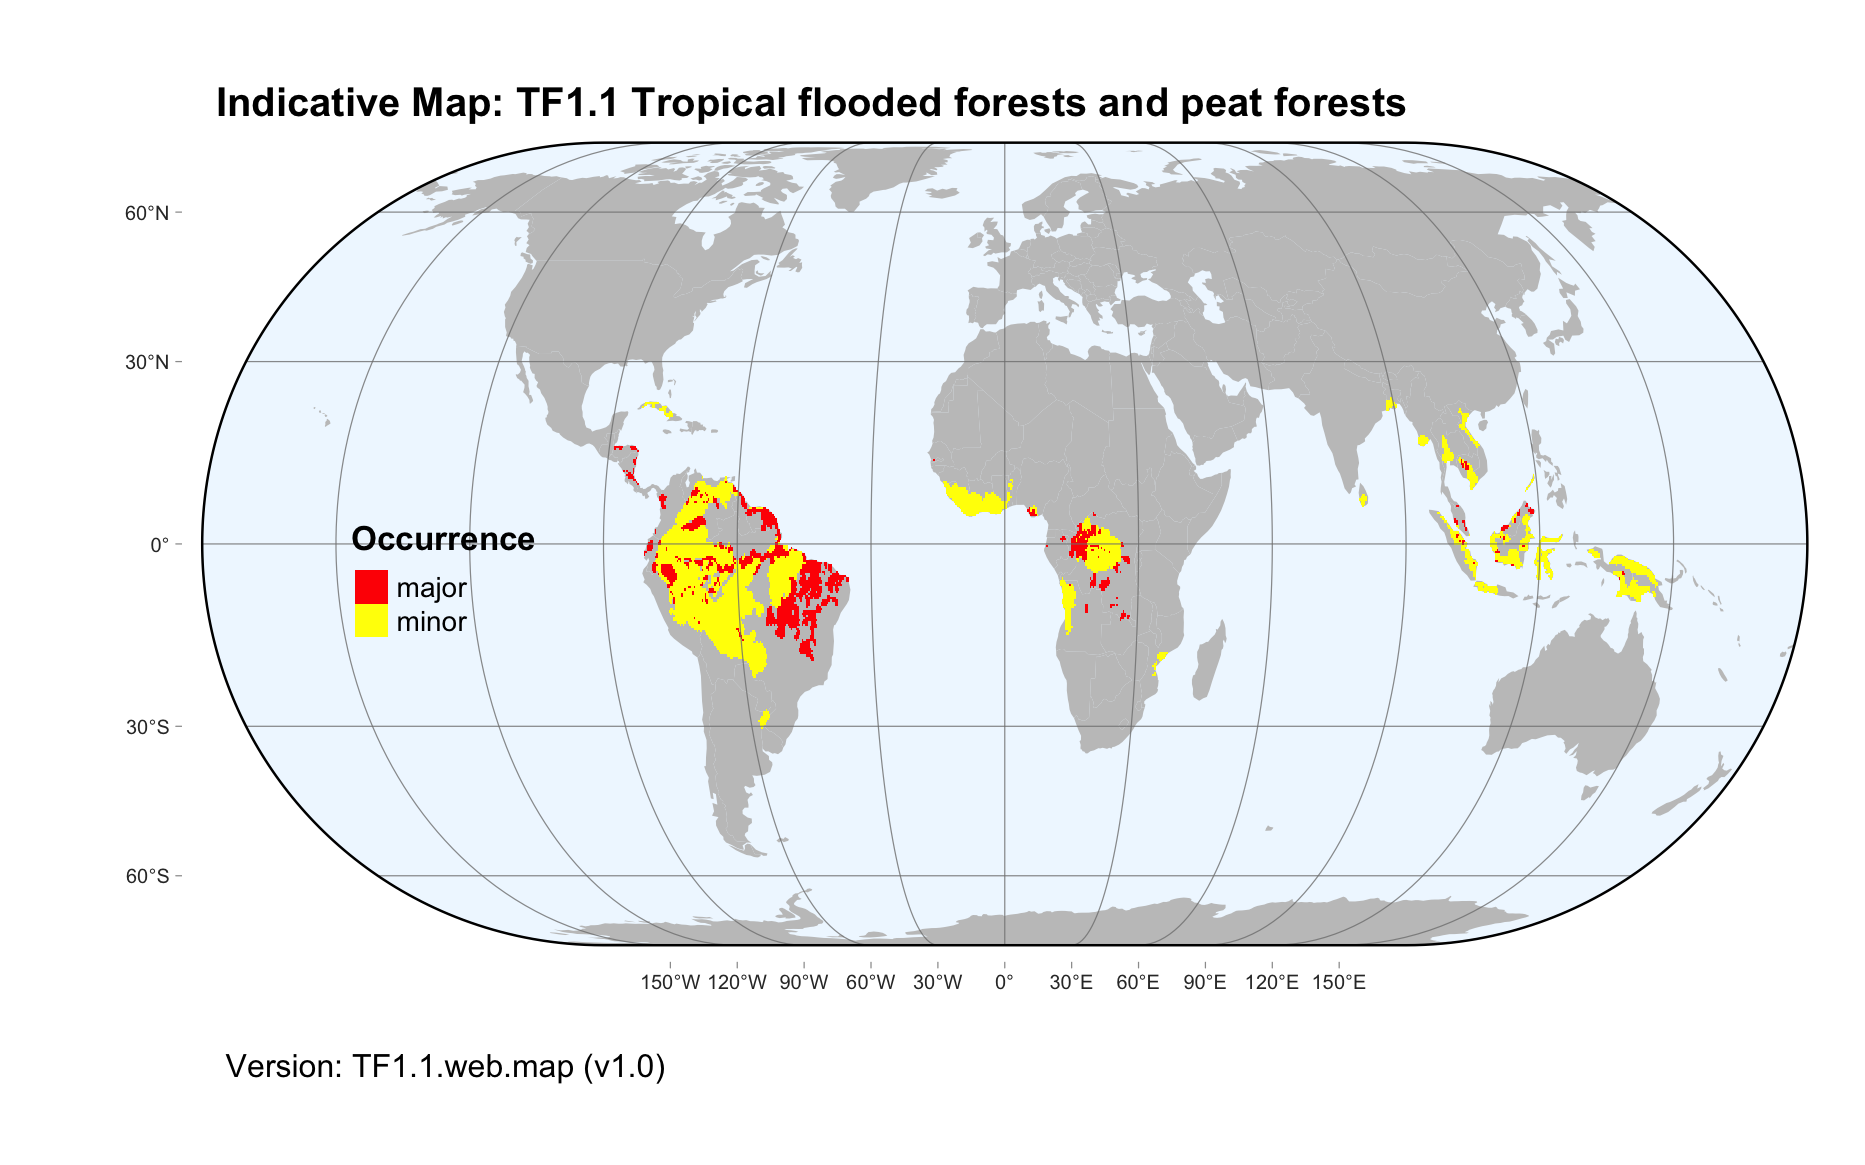 Indicative Map: TF1.1 Tropical flooded forests and peat forests
60°N
30°N
0°
30°S
60°S
Occurrence
major
minor
150°W 120°W 90°W 60°W 30°W 0° 30°E 60°E 90°E 120°E 150°E
Version: TF1.1.web.map (v1.0)